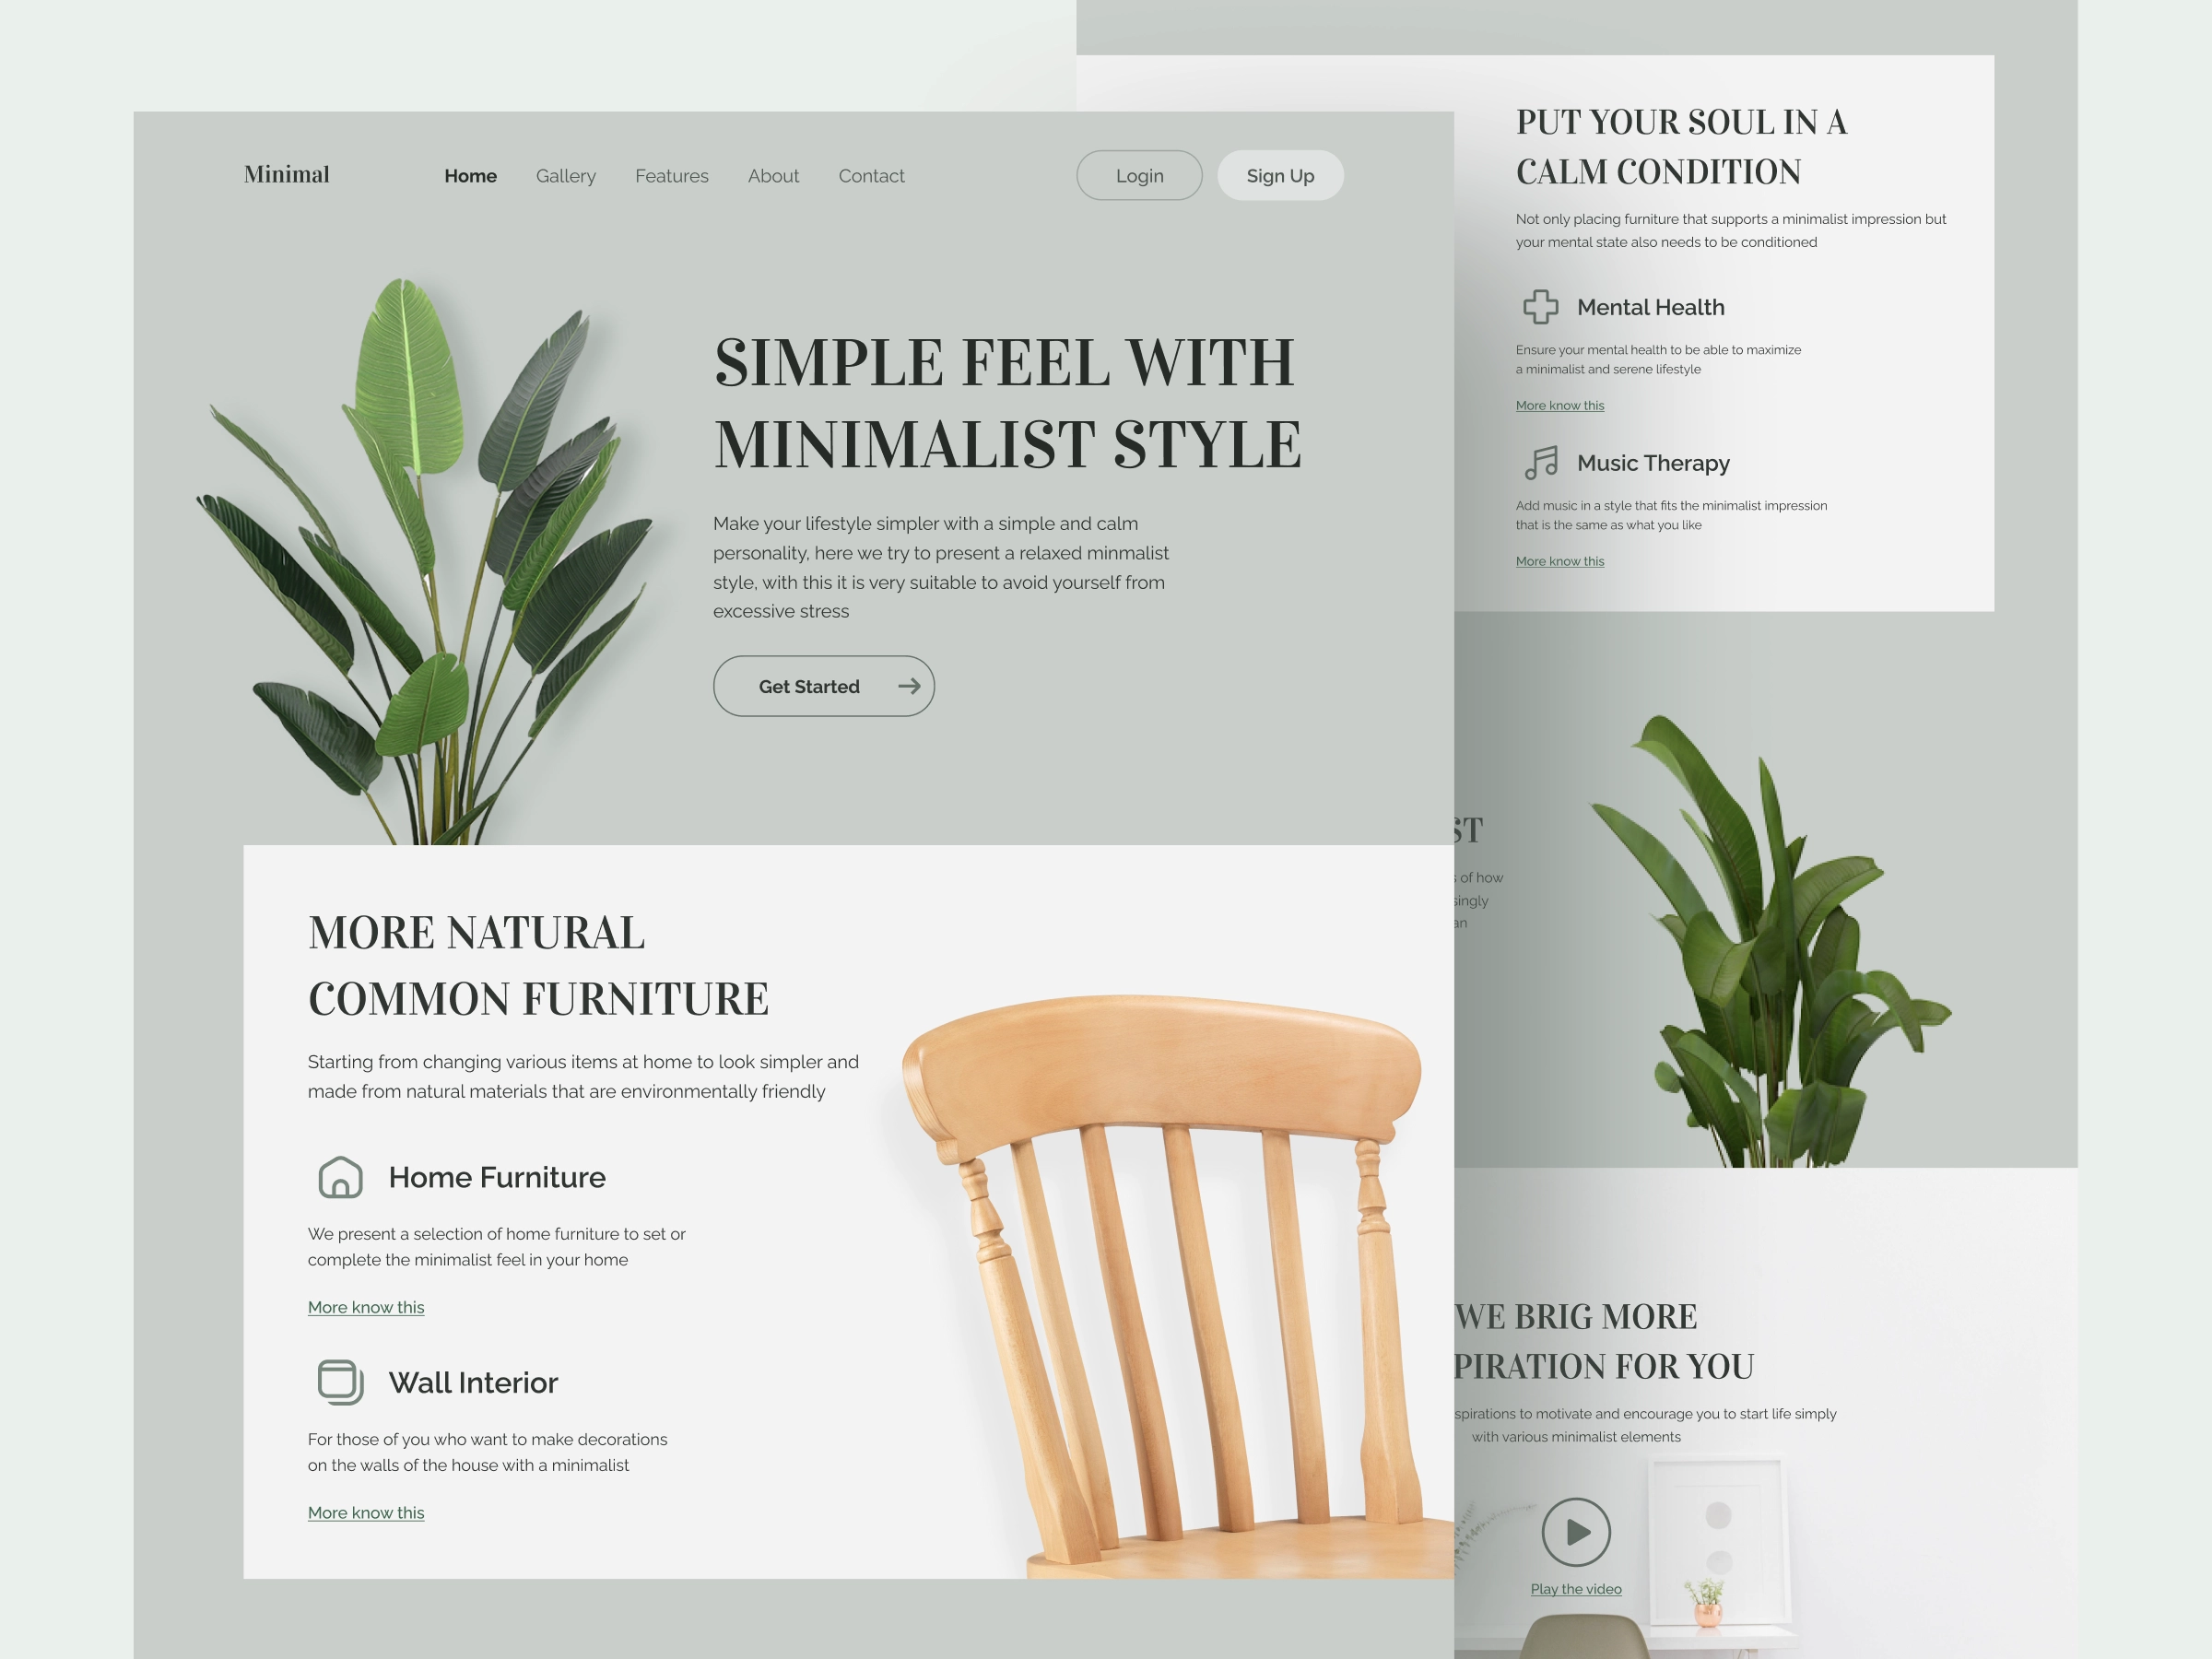 Minimal
Home Gallery Features About Contact
Login Sign Up
SIMPLE FEEL WITH
MINIMALIST STYLE
Make your lifestyle simpler with a simple and calm
personality, here we try to present a relaxed minmalist
style, with this it is very suitable to avoid yourself from
excessive stress
Get Started
MORE NATURAL
COMMON FURNITURE
Starting from changing various items at home to look simpler and
made from natural materials that are environmentally friendly
Home Furniture
We present a selection of home furniture to set or
complete the minimalist feel in your home
More know this
Wall Interior
For those of you who want to make decorations
on the walls of the house with a minimalist
More know this
PUT YOUR SOUL IN A
CALM CONDITION
Not only placing furniture that supports a minimalist impression but
your mental state also needs to be conditioned
Mental Health
Ensure your mental health to be able to maximize
a minimalist and serene lifestyle
More know this
Music Therapy
Add music in a style that fits the minimalist impression
that is the same as what you like
More know this
ST
of how
singly
an
WE BRIG MORE
PIRATION FOR YOU
spirations to motivate and encourage you to start life simply
with various minimalist elements
Play the video